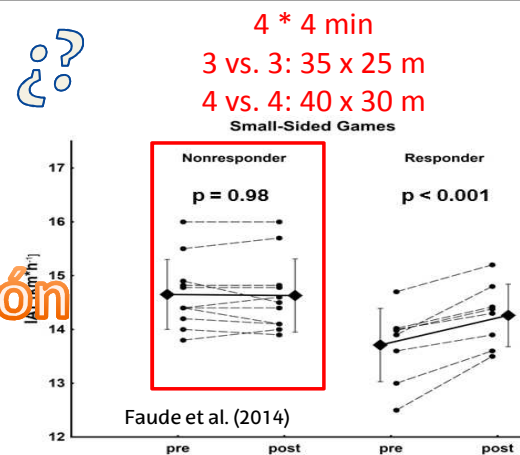 ¿?
4 * 4 min
3 vs. 3: 35 x 25 m
4 vs. 4: 40 x 30 m
Small-Sided Games
Nonresponder
Responder
p = 0.98
p < 0.001
17
16
15
14
13
12
ón
Faude et al. (2014)
pre
post
pre
post